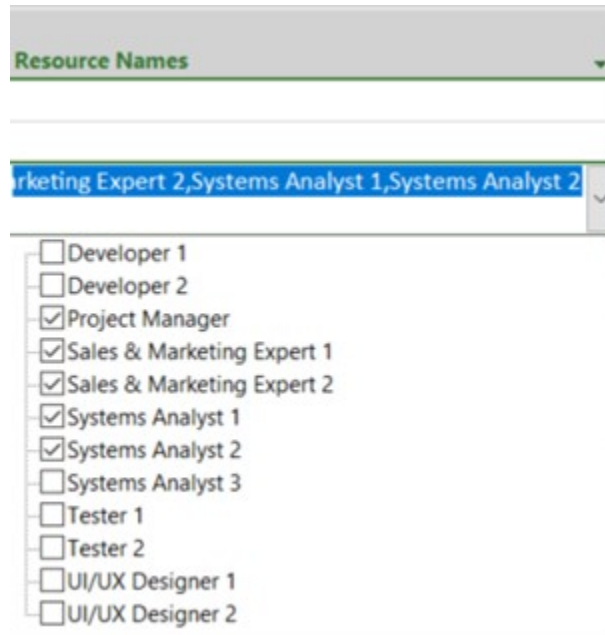 Resource Names
rketing Expert 2,Systems Analyst 1,Systems Analyst 2
Developer 1
Developer 2
Project Manager
Sales & Marketing Expert 1
Sales & Marketing Expert 2
Systems Analyst 1
Systems Analyst 2
Systems Analyst 3
Tester 1
Tester 2
UI/UX Designer 1
UI/UX Designer 2